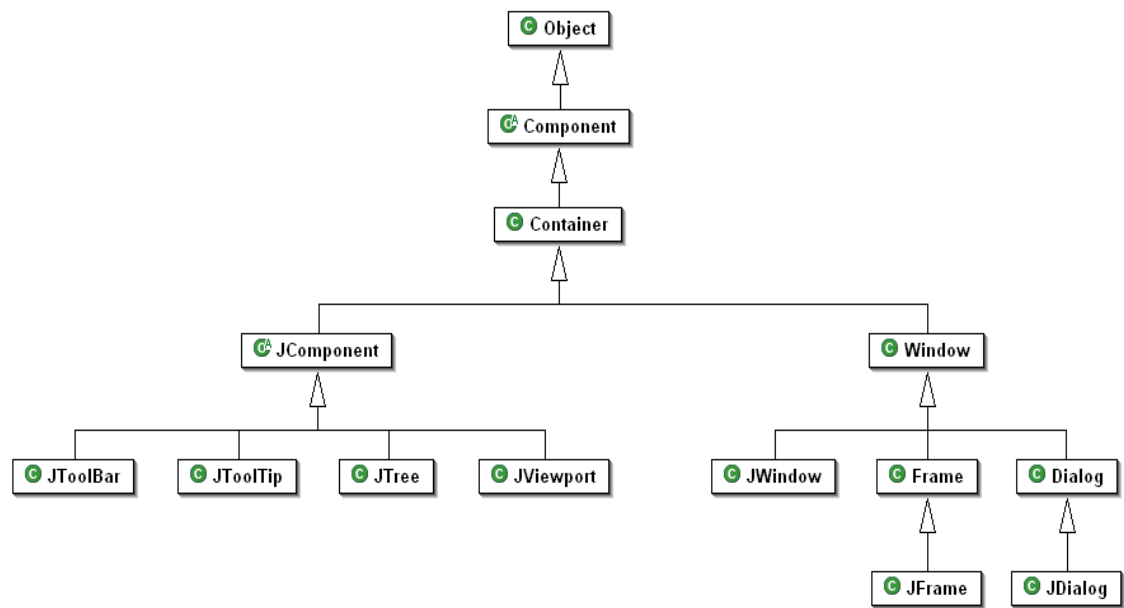 C Object
C A Component
C Container
C A JComponent
C Window
C JToolBar
C JToolTip
C JTree
C JViewport
C JWindow
C Frame
C Dialog
C JFrame
C JDialog